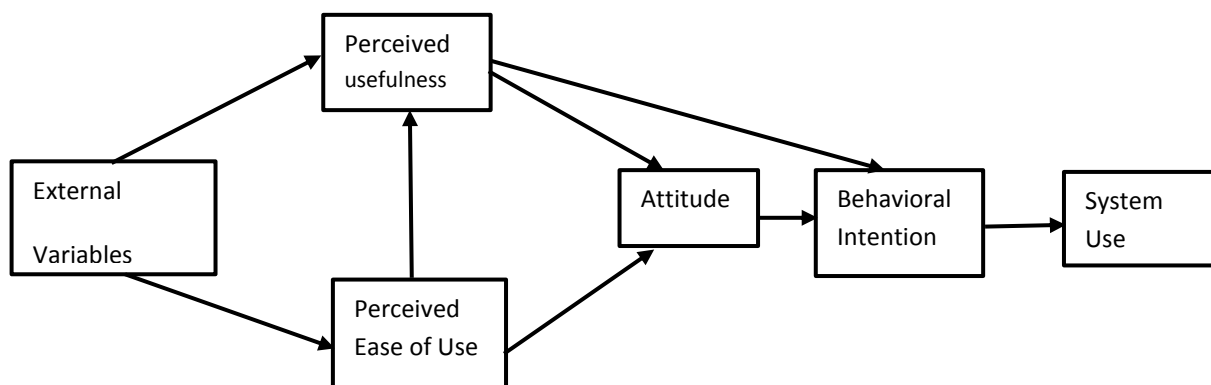 Perceived
usefulness
External
Variables
Attitude
Behavioral
Intention
System
Use
Perceived
Ease of Use